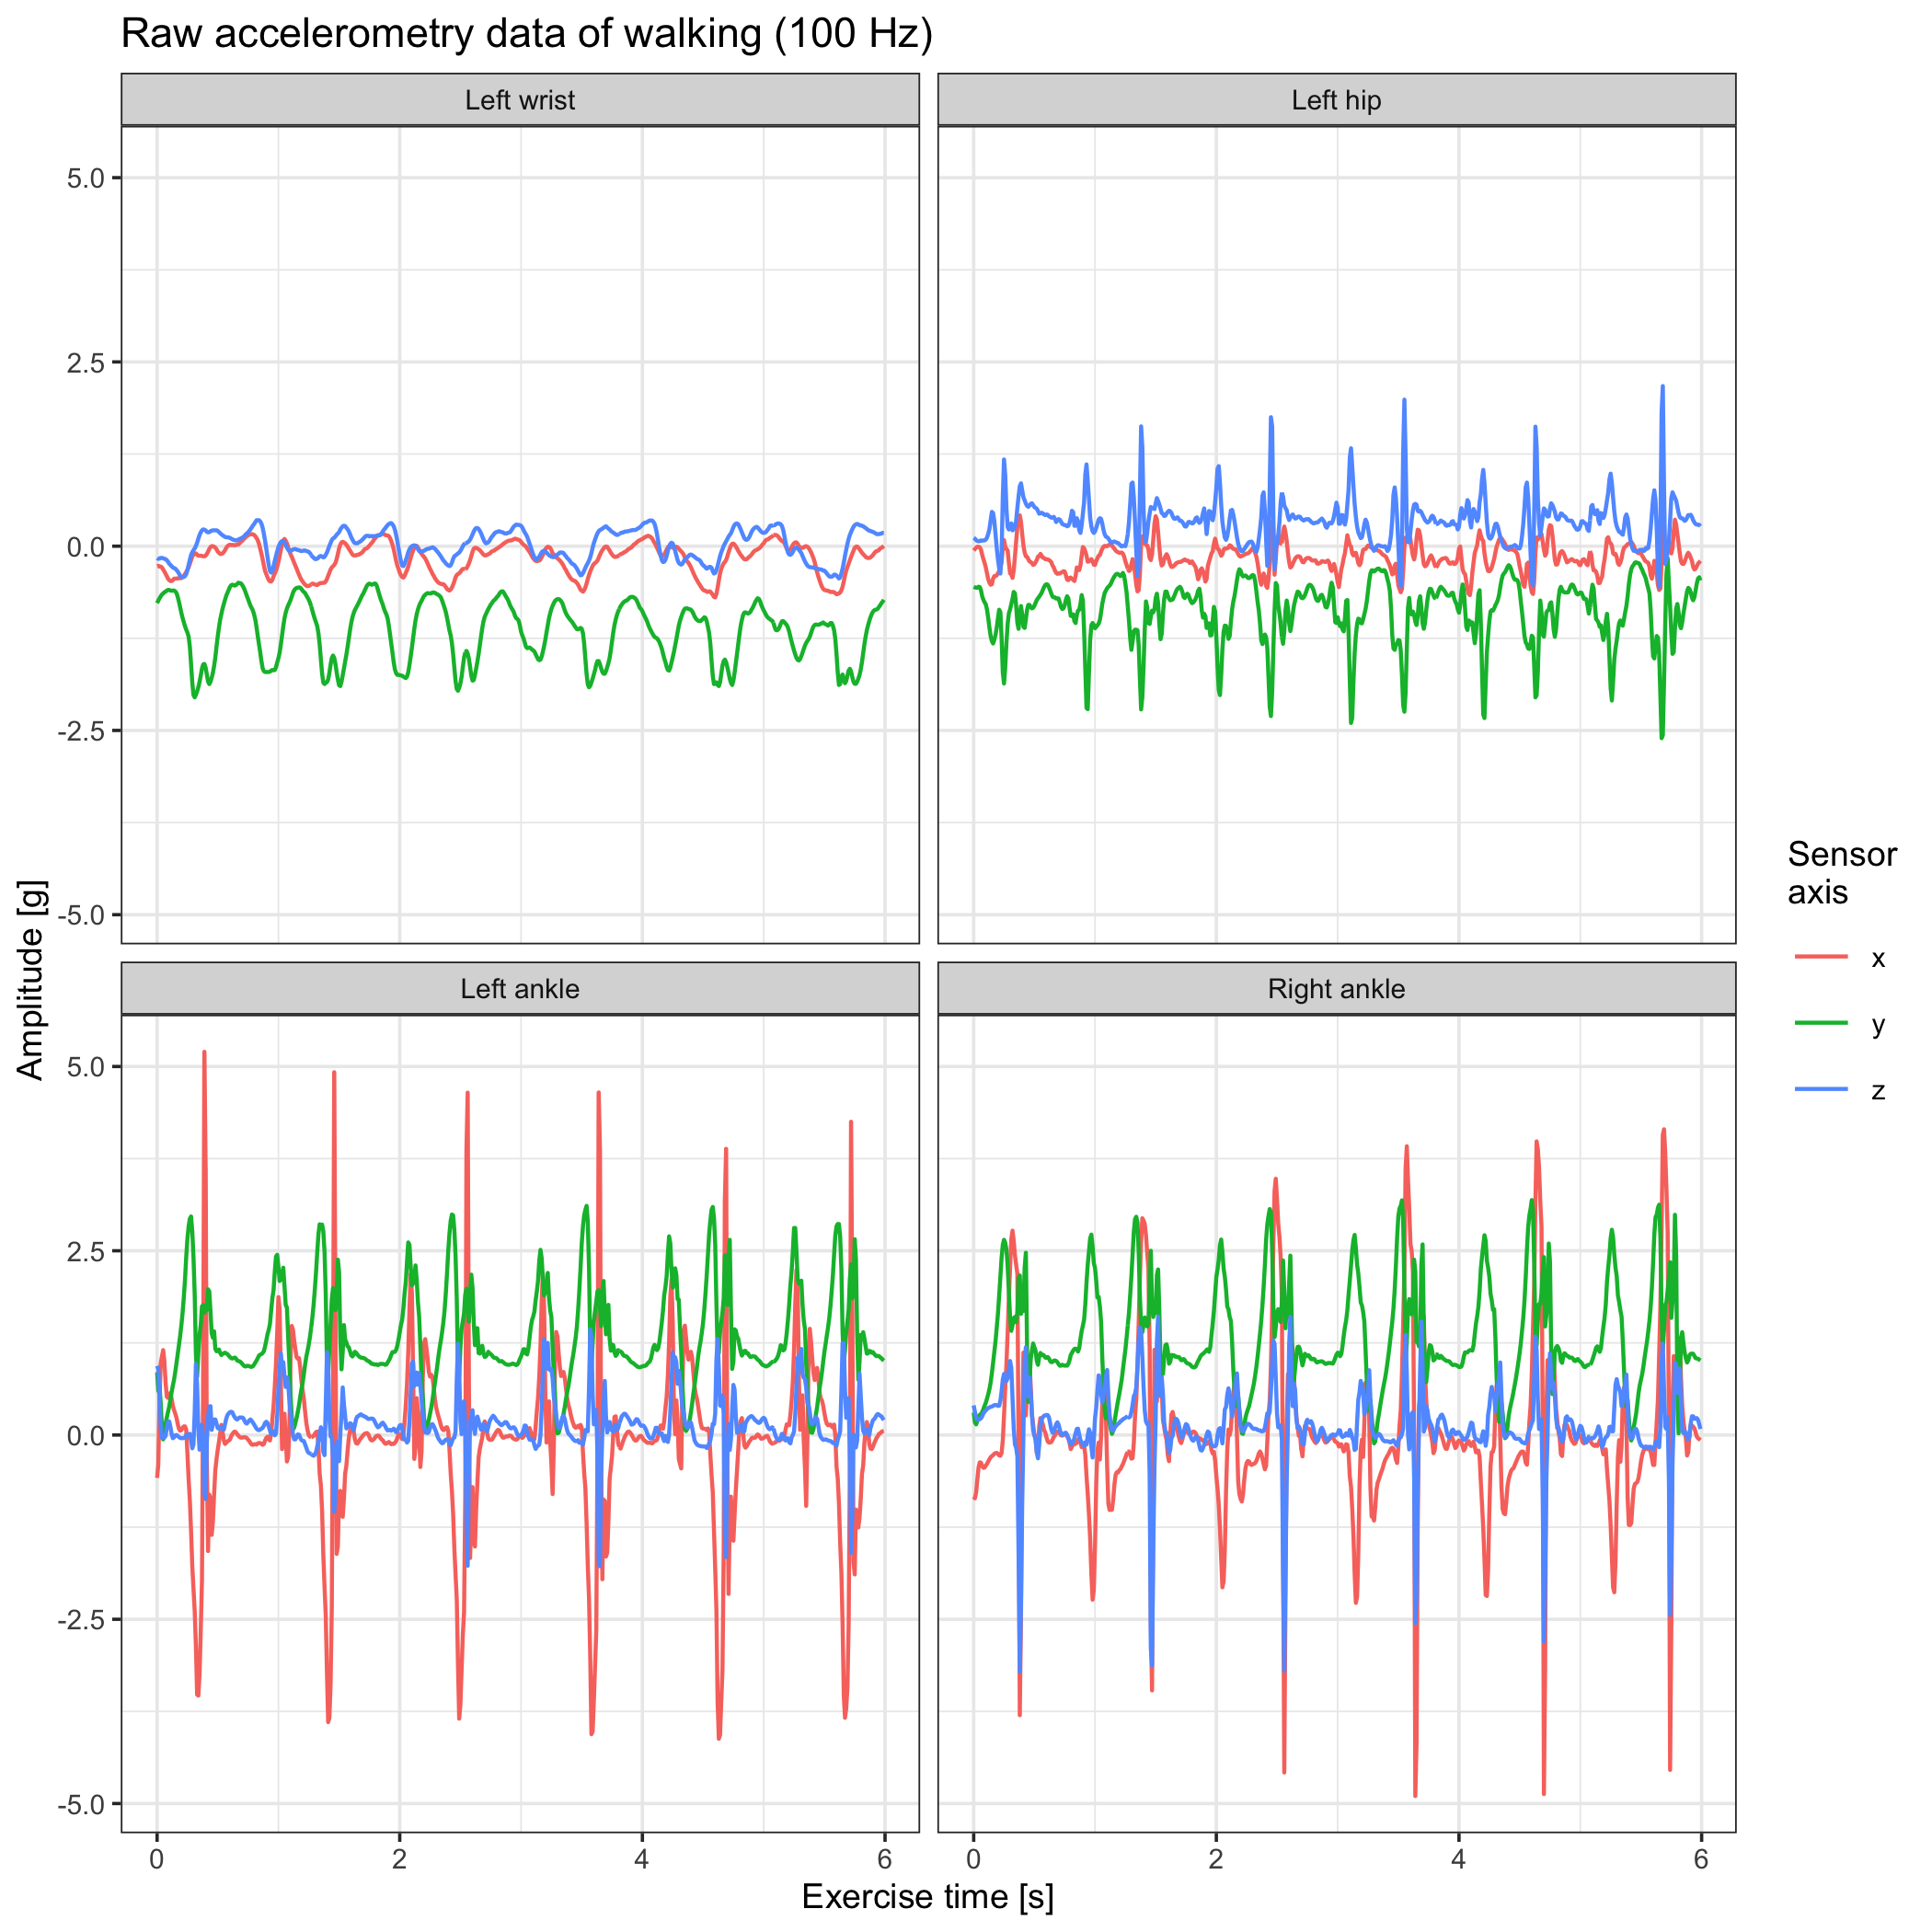 Raw accelerometry data of walking (100 Hz)
Left wrist
Left hip
5.0
2.5
0.0
-2.5
-5.0
Left ankle
Right ankle
5.0
2.5
0.0
-2.5
-5.0
0 2 4 6
0 2 4 6
Exercise time [s]
Amplitude [g]
Sensor
axis
x
y
z